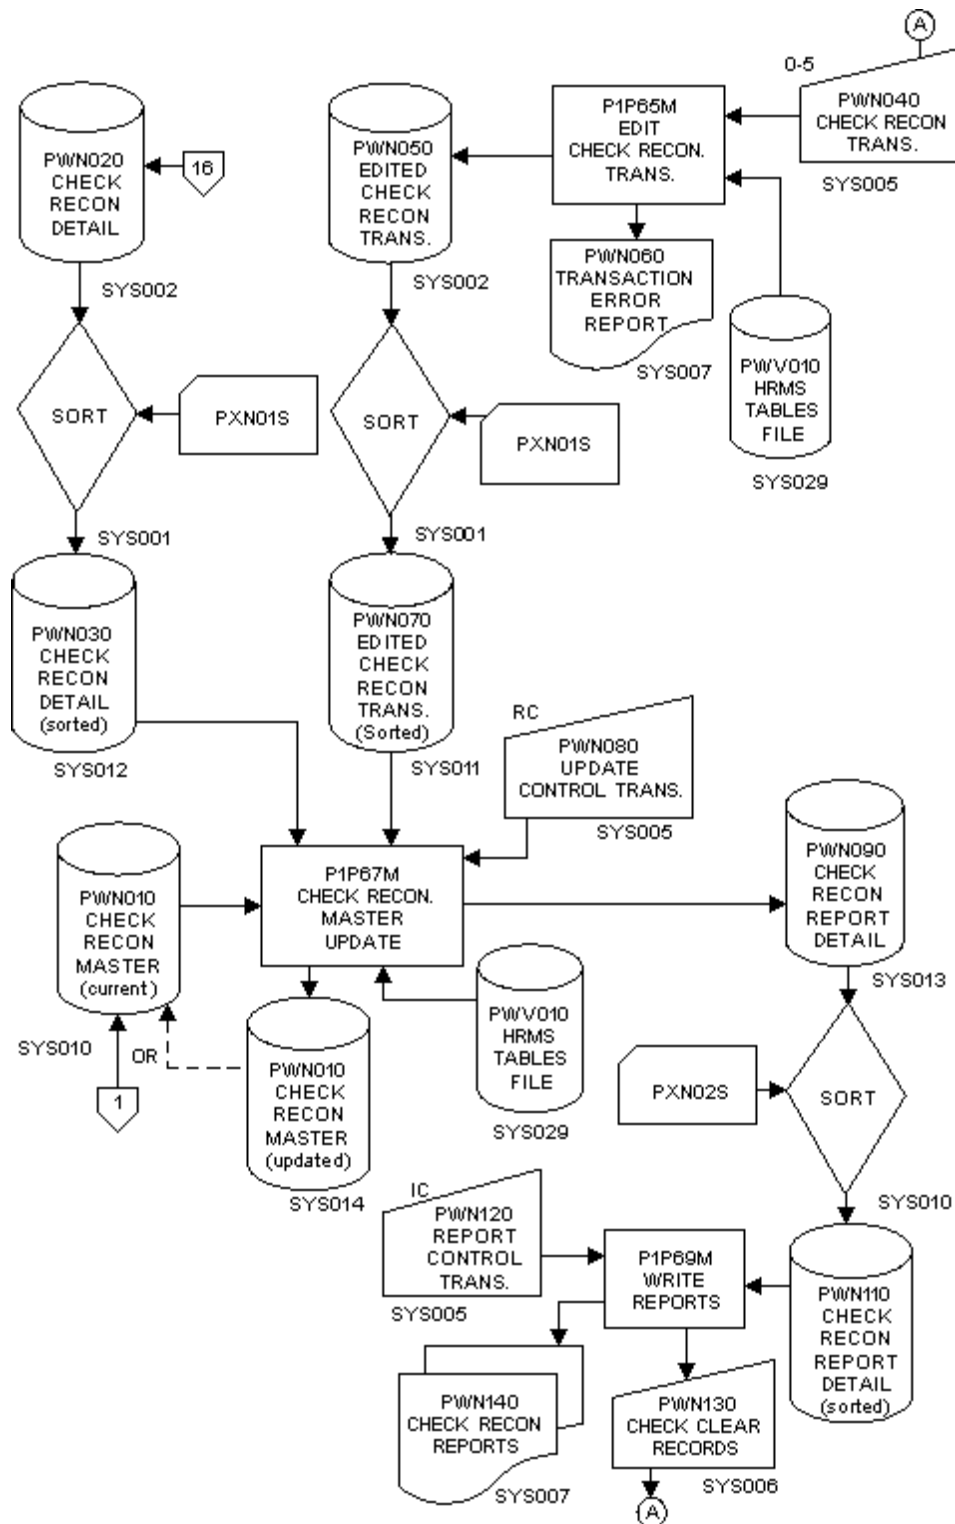 A
0-5
PWN040
CHECK RECON
TRANS.
SYS005
P1P65M
EDIT
CHECK RECON.
TRANS.
PWN020
CHECK
RECON
DETAIL
16
SYS002
PWN050
EDITED
CHECK
RECON
TRANS.
SYS002
PWN060
TRANSACTION
ERROR
REPORT
SYS007
PWV010
HRMS
TABLES
FILE
SYS029
SORT
PXN01S
SYS001
SORT
PXN01S
SYS001
PWN030
CHECK
RECON
DETAIL
(sorted)
SYS012
PWN070
EDITED
CHECK
RECON
TRANS.
(Sorted)
SYS011
RC
PWN080
UPDATE
CONTROL TRANS.
SYS005
PWN010
CHECK
RECON
MASTER
(current)
SYS010
OR
1
P1P67M
CHECK RECON.
MASTER
UPDATE
PWN090
CHECK
RECON
REPORT
DETAIL
SYS013
PWN010
CHECK
RECON
MASTER
(updated)
SYS014
PWV010
HRMS
TABLES
FILE
SYS029
PXN02S
SORT
SYS010
IC
PWN120
REPORT
CONTROL
TRANS.
SYS005
P1P69M
WRITE
REPORTS
PWN110
CHECK
RECON
REPORT
DETAIL
(sorted)
PWN140
CHECK RECON
REPORTS
SYS007
PWN130
CHECK CLEAR
RECORDS
SYS006
A